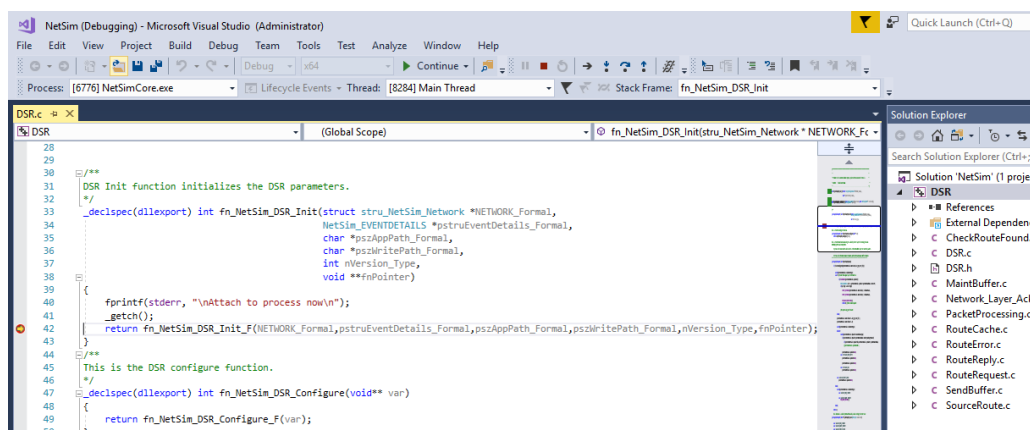 NetSim (Debugging) - Microsoft Visual Studio (Administrator)
Quick Launch (Ctrl+Q)
File Edit View Project Build Debug Team Tools Test Analyze Window Help
Debug x64 Continue
Process: [6776] NetSimCore.exe Lifecycle Events Thread: [8284] Main Thread Stack Frame: fn_NetSim_DSR_Init
DSR.c
DSR (Global Scope) fn_NetSim_DSR_Init(stru_NetSim_Network * NETWORK_Fc
28
29
30 /**
31 DSR Init function initializes the DSR parameters.
32 */
33 _declspec(dllexport) int fn_NetSim_DSR_Init(struct stru_NetSim_Network *NETWORK_Formal,
34 NetSim_EVENTDETAILS *pstruEventDetails_Formal,
35 char *pszAppPath_Formal,
36 char *pszWritePath_Formal,
37 int nVersion_Type,
38 void **fnPointer)
39 {
40 fprintf(stderr, "\nAttach to process now\n");
41 _getch();
42 return fn_NetSim_DSR_Init_F(NETWORK_Formal,pstruEventDetails_Formal,pszAppPath_Formal,pszWritePath_Formal,nVersion_Type,fnPointer);
43 }
44 /**
45 This is the DSR configure function.
46 */
47 _declspec(dllexport) int fn_NetSim_DSR_Configure(void** var)
48 {
49 return fn_NetSim_DSR_Configure_F(var);
Solution Explorer
Search Solution Explorer (Ctrl+;
Solution 'NetSim' (1 proje
DSR
References
External Dependen
CheckRouteFound.
DSR.c
DSR.h
MaintBuffer.c
Network_Layer_Ack
PacketProcessing.c
RouteCache.c
RouteError.c
RouteReply.c
RouteRequest.c
SendBuffer.c
SourceRoute.c